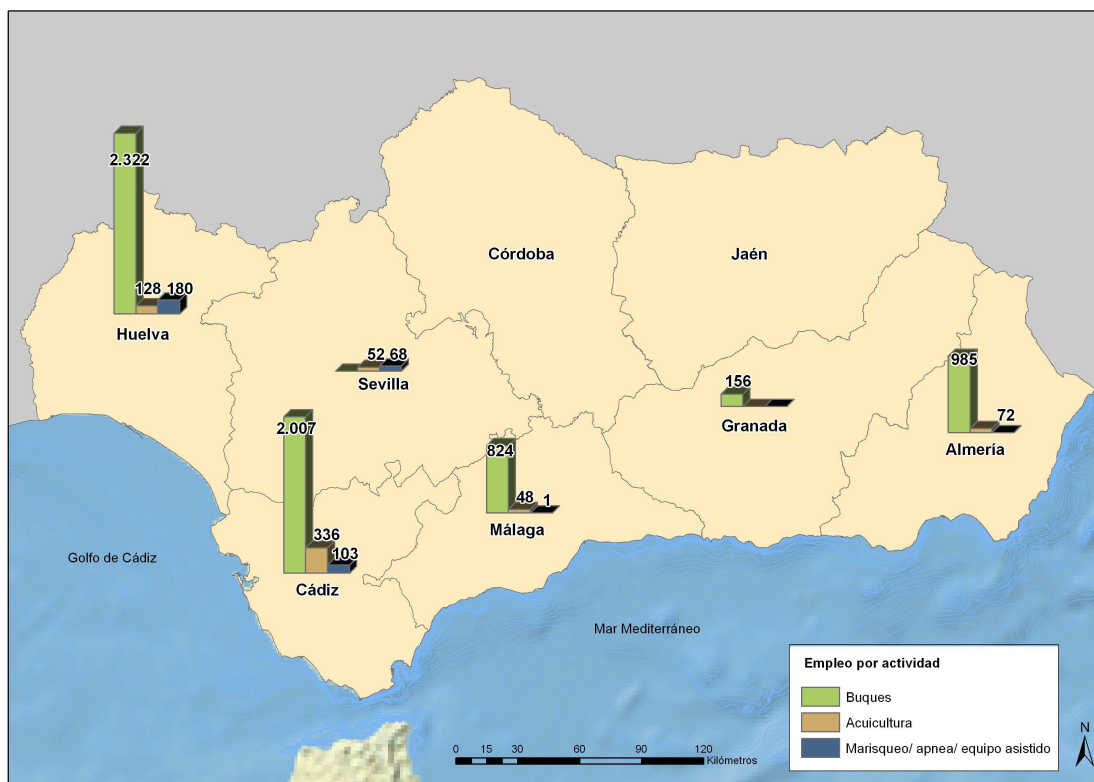 2.322
128 180
Huelva
Córdoba
Jaén
52 68
Sevilla
2.007
336
103
Cádiz
824
48 1
Málaga
156
Granada
985
72
Almería
Golfo de Cádiz
Mar Mediterráneo
Empleo por actividad
Buques
Acuicultura
Marisqueo/ apnea/ equipo asistido
0 15 30 60 90 120
Kilómetros
N